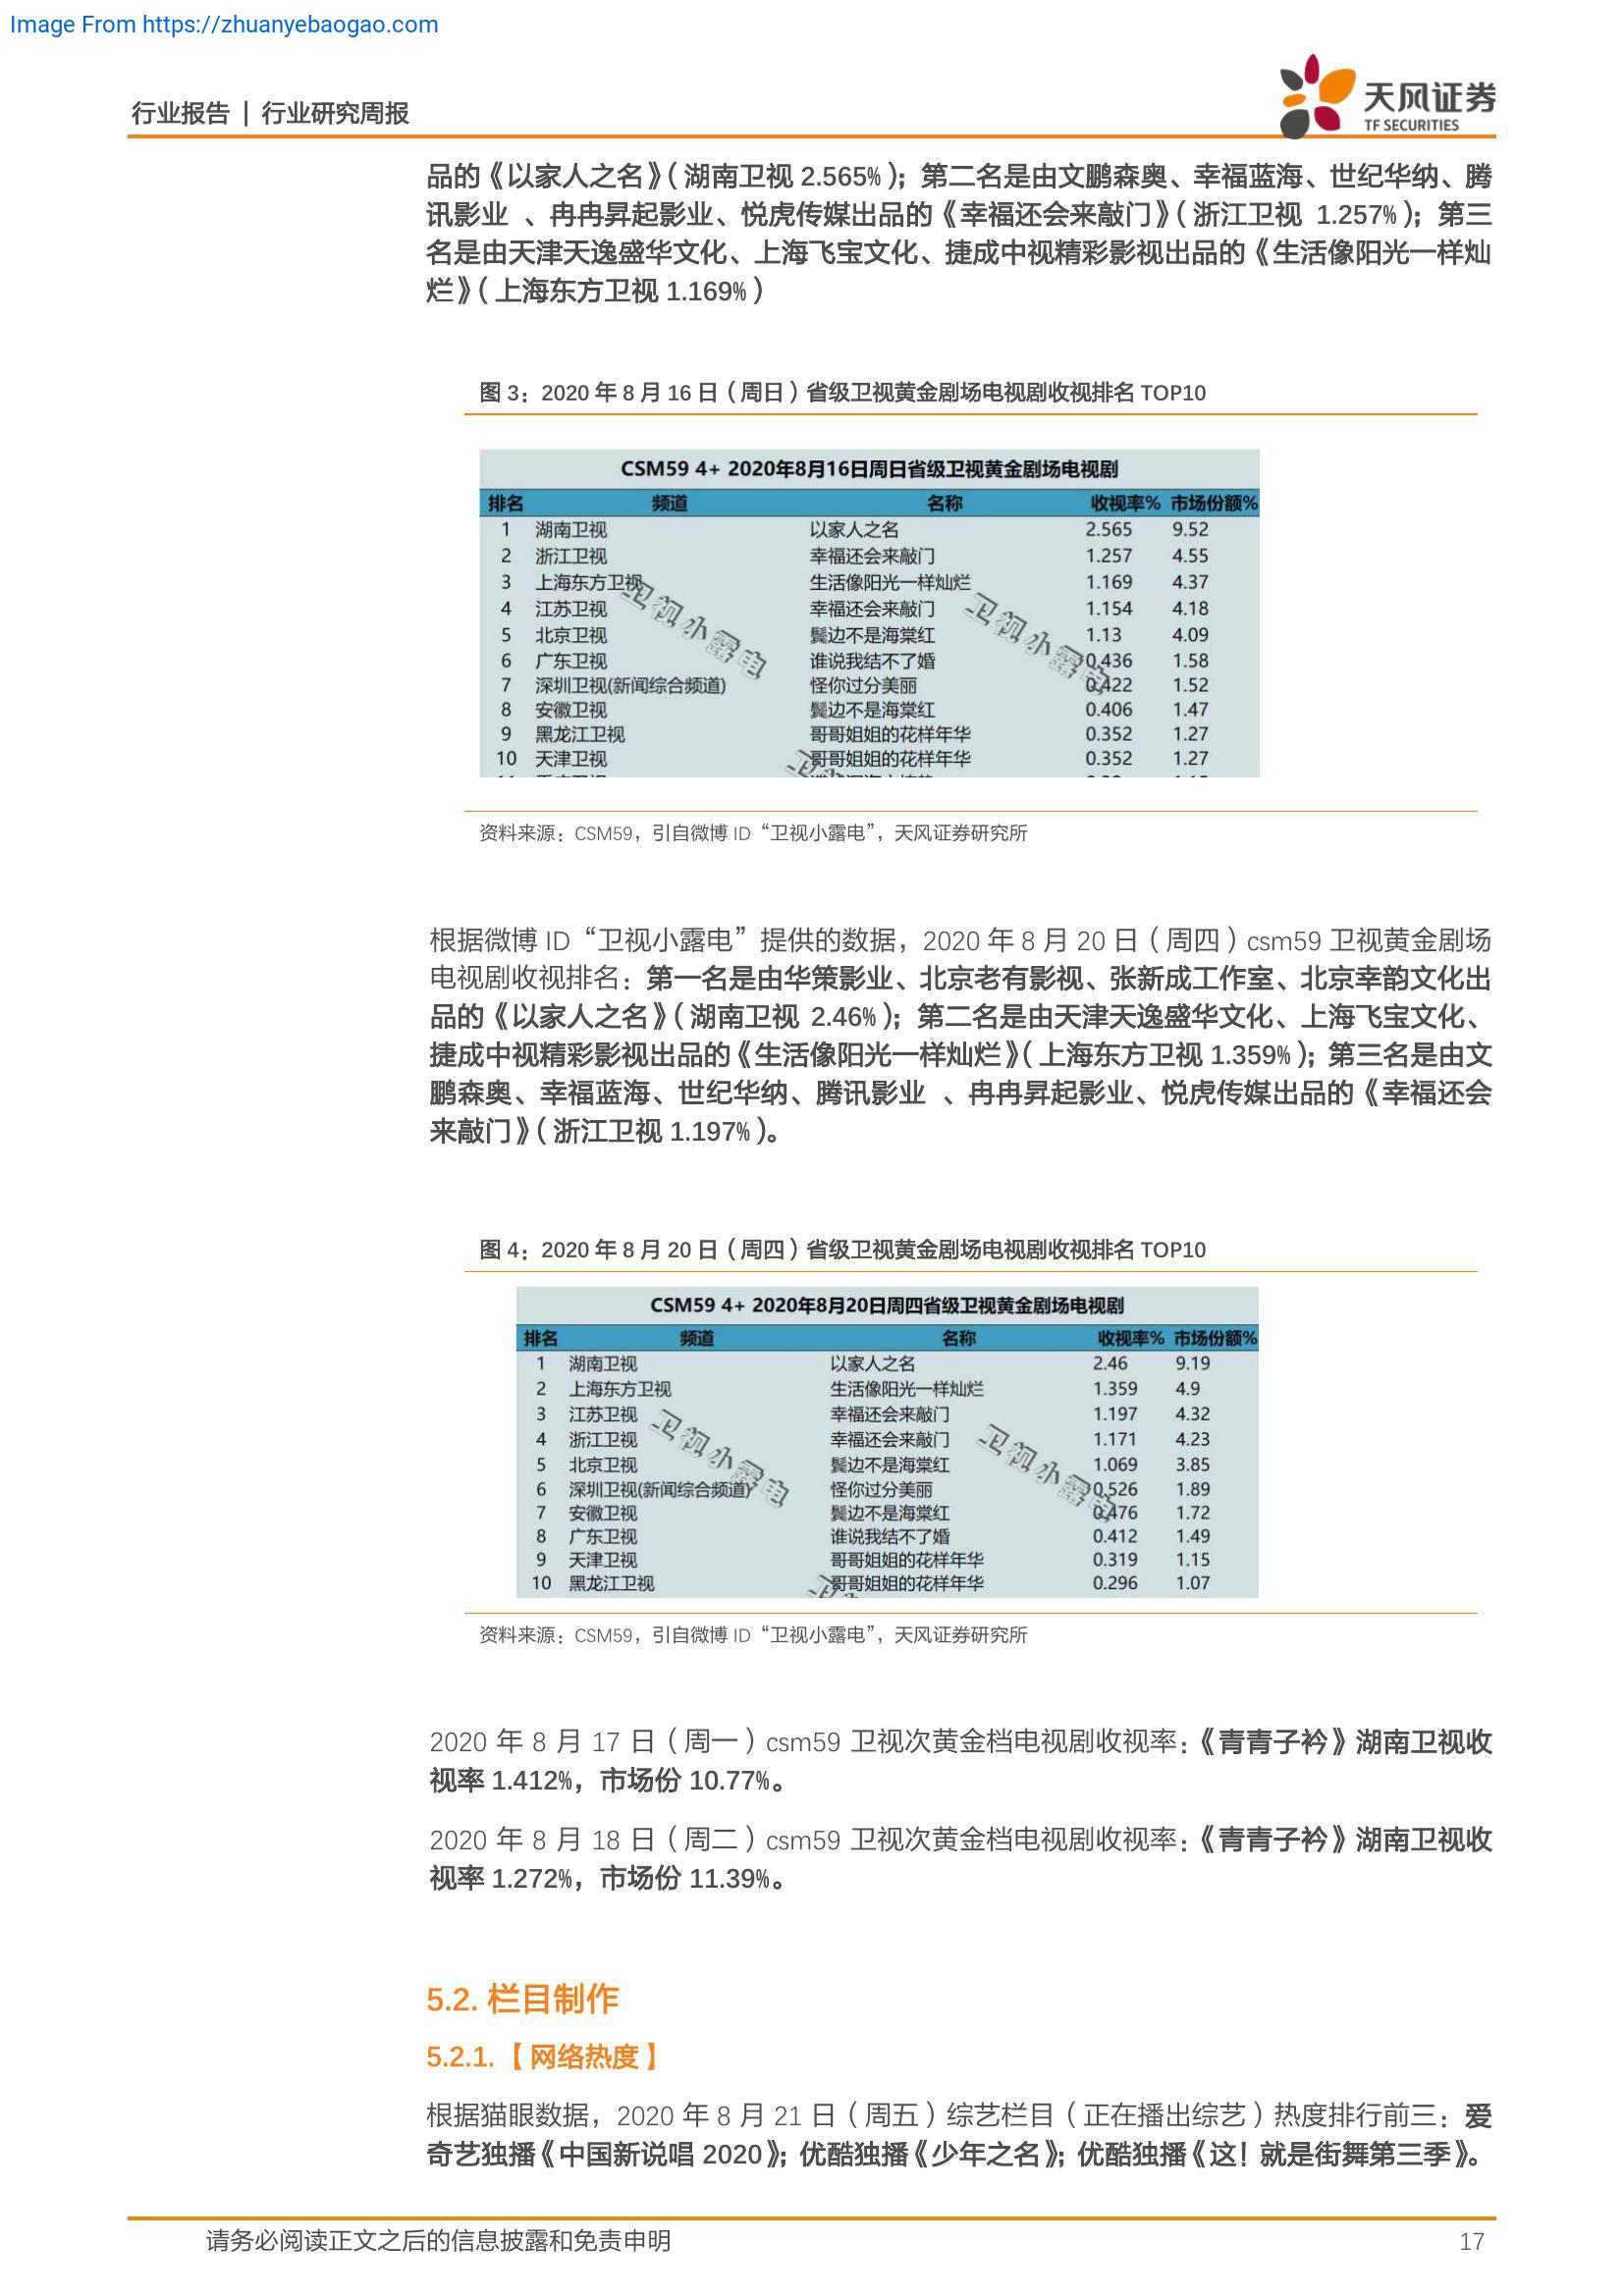 Image From https://zhuanyebaogao.com
行业报告 | 行业研究周报
天风证券
TF SECURITIES
品的《以家人之名》（湖南卫视 2.565%）；第二名是由文鹏森奥、幸福蓝海、世纪华纳、腾
讯影业 、冉冉昇起影业、悦虎传媒出品的《幸福还会来敲门》（浙江卫视 1.257%）；第三
名是由天津天逸盛华文化、上海飞宝文化、捷成中视精彩影视出品的《生活像阳光一样灿
烂》（上海东方卫视 1.169%）
图 3：2020 年 8 月 16 日（周日）省级卫视黄金剧场电视剧收视排名 TOP10
CSM59 4+ 2020年8月16日周日省级卫视黄金剧场电视剧
排名 频道 名称 收视率% 市场份额%
1 湖南卫视 以家人之名 2.565 9.52
2 浙江卫视 幸福还会来敲门 1.257 4.55
3 上海东方卫视 生活像阳光一样灿烂 1.169 4.37
4 江苏卫视 幸福还会来敲门 1.154 4.18
5 北京卫视 鬓边不是海棠红 1.13 4.09
6 广东卫视 谁说我结不了婚 0.436 1.58
7 深圳卫视(新闻综合频道) 怪你过分美丽 0.422 1.52
8 安徽卫视 鬓边不是海棠红 0.406 1.47
9 黑龙江卫视 哥哥姐姐的花样年华 0.352 1.27
10 天津卫视 哥哥姐姐的花样年华 0.352 1.27
卫视小露电
卫视小露电
资料来源：CSM59，引自微博 ID“卫视小露电”，天风证券研究所
根据微博 ID“卫视小露电”提供的数据，2020 年 8 月 20 日（周四）csm59 卫视黄金剧场
电视剧收视排名：第一名是由华策影业、北京老有影视、张新成工作室、北京幸韵文化出
品的《以家人之名》（湖南卫视 2.46%）；第二名是由天津天逸盛华文化、上海飞宝文化、
捷成中视精彩影视出品的《生活像阳光一样灿烂》（上海东方卫视 1.359%）；第三名是由文
鹏森奥、幸福蓝海、世纪华纳、腾讯影业 、冉冉昇起影业、悦虎传媒出品的《幸福还会
来敲门》（浙江卫视 1.197%）。
图 4：2020 年 8 月 20 日（周四）省级卫视黄金剧场电视剧收视排名 TOP10
CSM59 4+ 2020年8月20日周四省级卫视黄金剧场电视剧
排名 频道 名称 收视率% 市场份额%
1 湖南卫视 以家人之名 2.46 9.19
2 上海东方卫视 生活像阳光一样灿烂 1.359 4.9
3 江苏卫视 幸福还会来敲门 1.197 4.32
4 浙江卫视 幸福还会来敲门 1.171 4.23
5 北京卫视 鬓边不是海棠红 1.069 3.85
6 深圳卫视(新闻综合频道) 怪你过分美丽 0.526 1.89
7 安徽卫视 鬓边不是海棠红 0.476 1.72
8 广东卫视 谁说我结不了婚 0.412 1.49
9 天津卫视 哥哥姐姐的花样年华 0.319 1.15
10 黑龙江卫视 哥哥姐姐的花样年华 0.296 1.07
卫视小露电
卫视小露电
资料来源：CSM59，引自微博 ID“卫视小露电”，天风证券研究所
2020 年 8 月 17 日（周一）csm59 卫视次黄金档电视剧收视率：《青青子衿》湖南卫视收
视率 1.412%，市场份 10.77%。
2020 年 8 月 18 日（周二）csm59 卫视次黄金档电视剧收视率：《青青子衿》湖南卫视收
视率 1.272%，市场份 11.39%。
5.2. 栏目制作
5.2.1. 【网络热度】
根据猫眼数据，2020 年 8 月 21 日（周五）综艺栏目（正在播出综艺）热度排行前三：爱
奇艺独播《中国新说唱 2020》；优酷独播《少年之名》；优酷独播《这！就是街舞第三季》。
请务必阅读正文之后的信息披露和免责申明
17